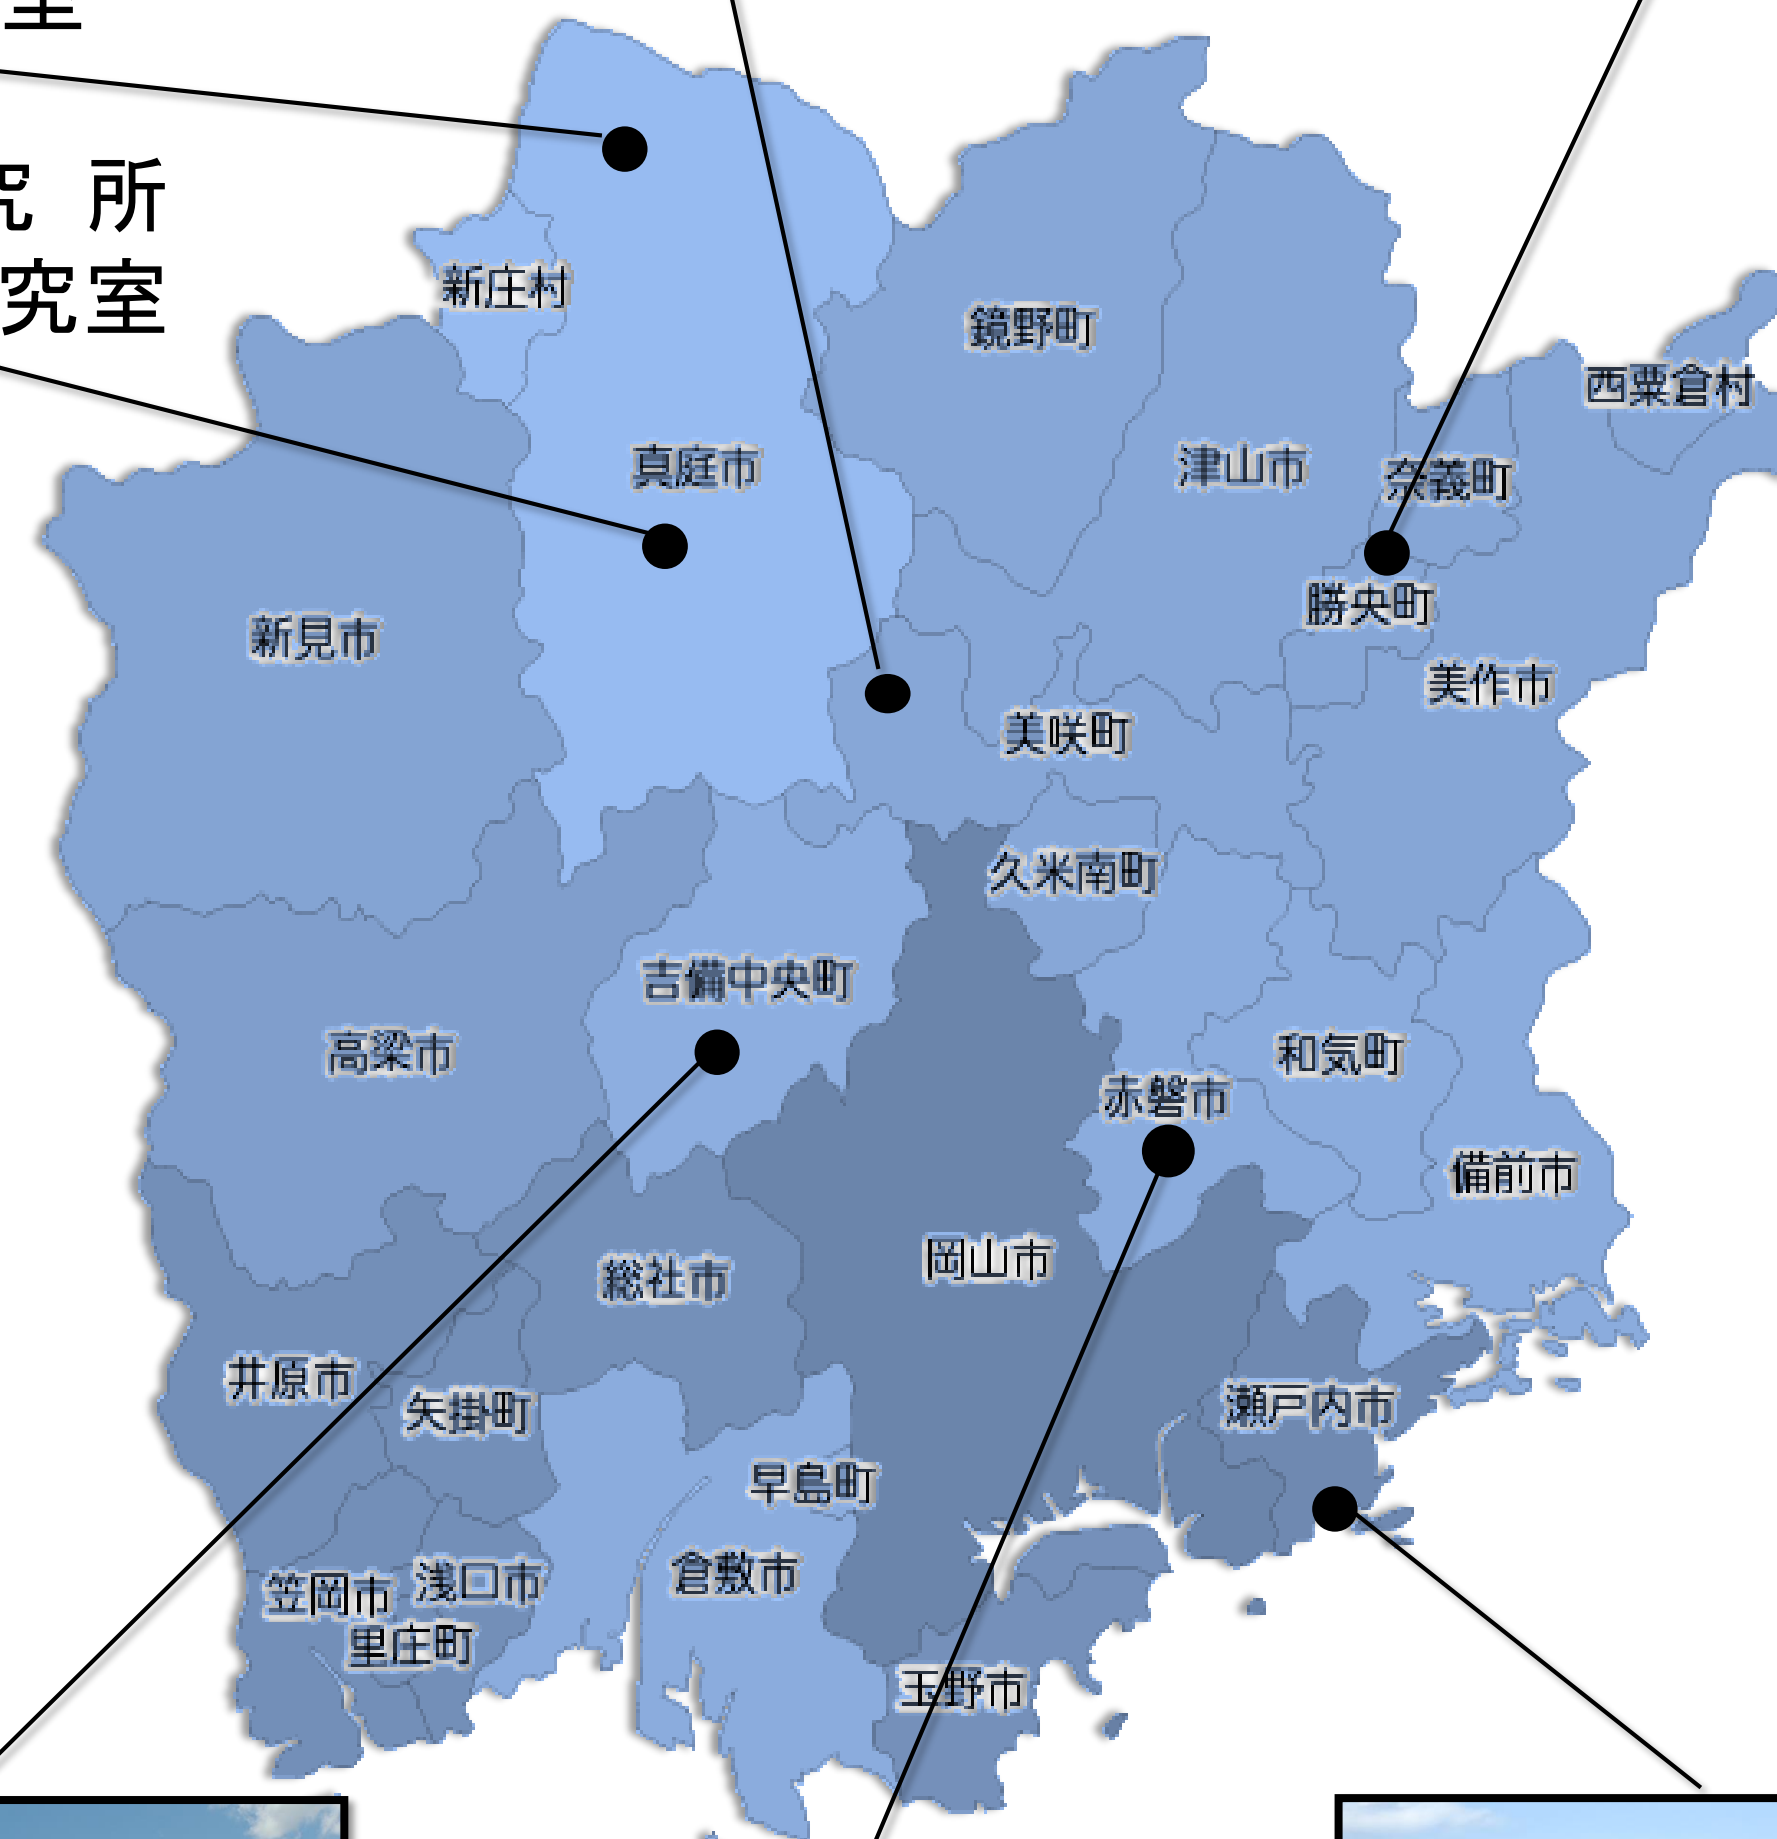 室
究 所
究室
新庄村
鏡野町
西粟倉村
真庭市
津山市
奈義町
勝央町
新見市
美作市
美咲町
久米南町
吉備中央町
高梁市
和気町
赤磐市
備前市
岡山市
総社市
井原市
矢掛町
瀬戸内市
早島町
倉敷市
笠岡市
浅口市
里庄町
玉野市